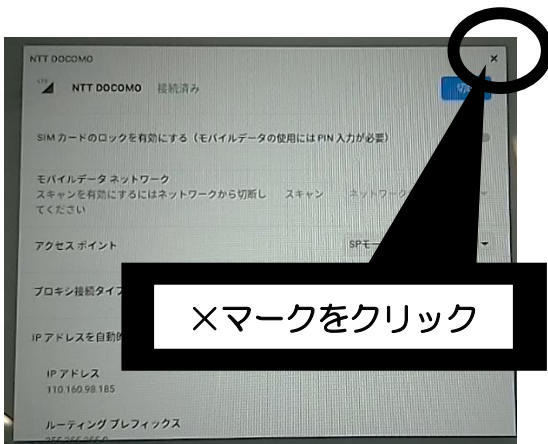 NTT DOCOMO ×
LTE NTT DOCOMO 接続済み
SIM カードのロックを有効にする(モバイルデータの使用には PIN 入力が必要)
モバイルデータ ネットワーク
スキャンを有効にするにはネットワークから切断し スキャン
てください
アクセス ポイント SPモー
プロキシ接続タイプ
×マークをクリック
IP アドレスを自動的
IP アドレス
110.160.98.185
ルーティング プレフィックス